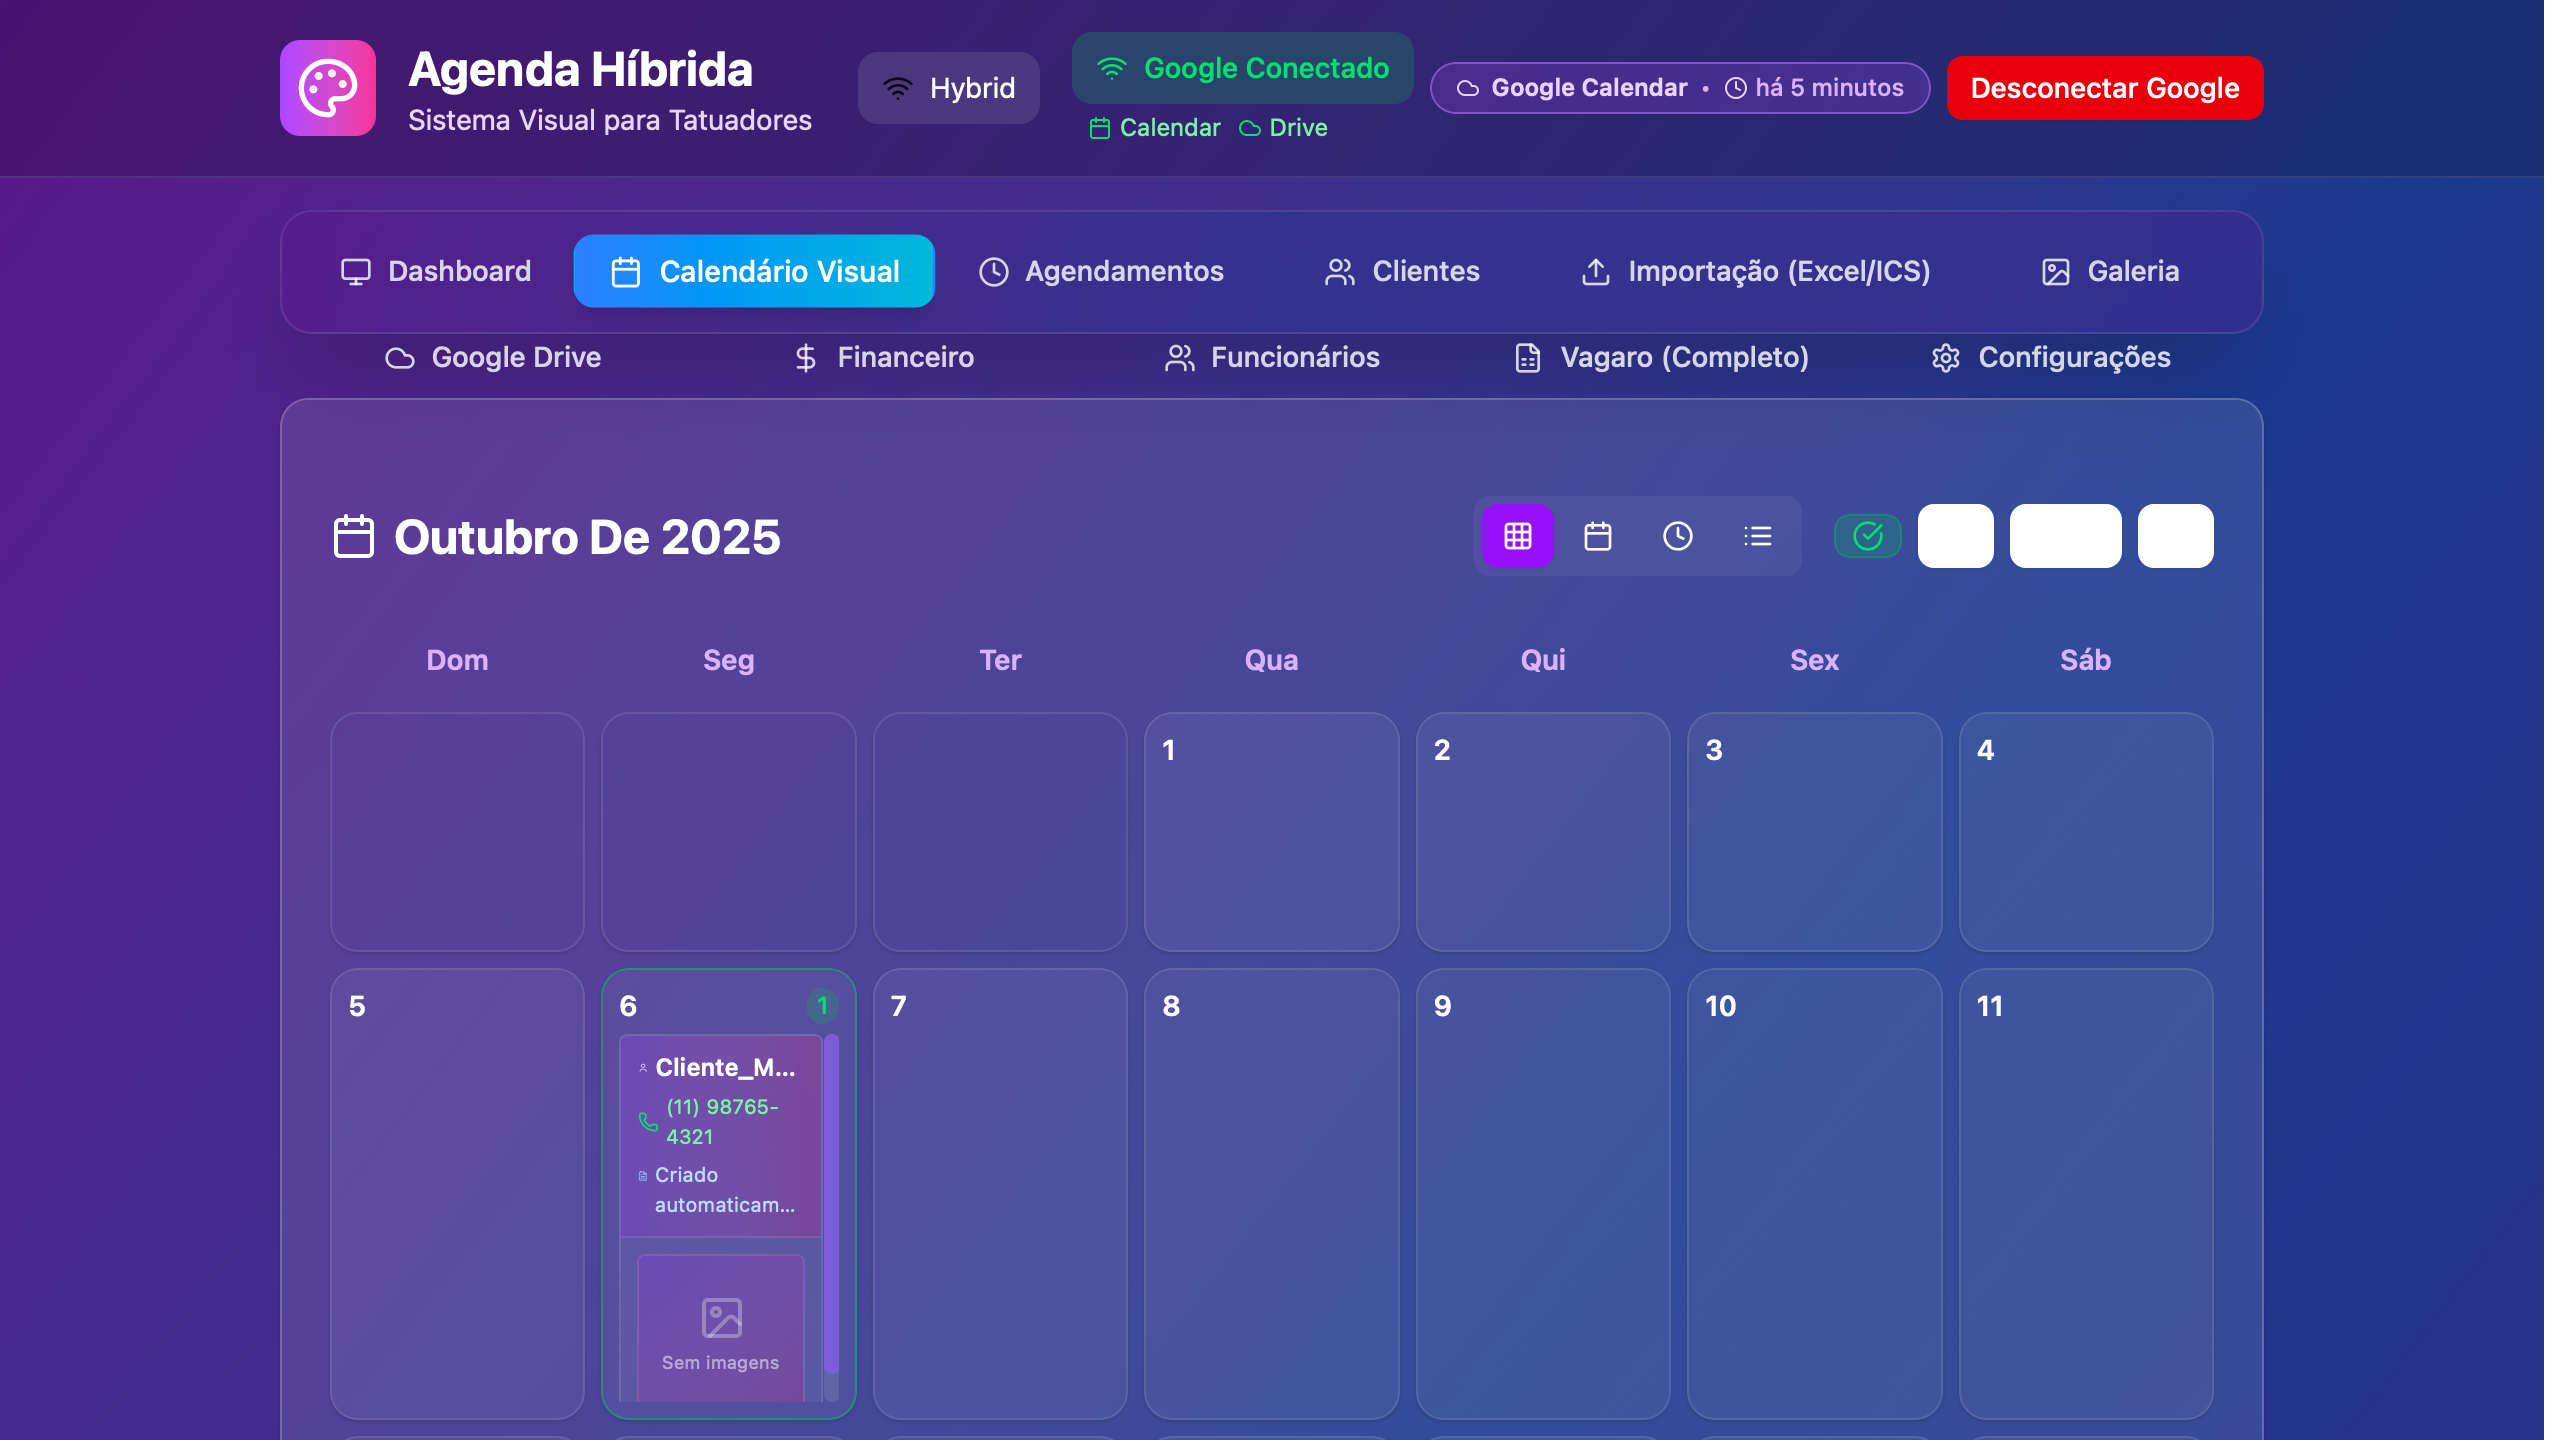 Agenda Híbrida
Sistema Visual para Tatuadores
Hybrid
Google Conectado
Calendar Drive
Google Calendar • há 5 minutos
Desconectar Google
Dashboard
Calendário Visual
Agendamentos
Clientes
Importação (Excel/ICS)
Galeria
Google Drive
Financeiro
Funcionários
Vagaro (Completo)
Configurações
Outubro De 2025
Dom Seg Ter Qua Qui Sex Sáb
1 2 3 4
5 6 1 7 8 9 10 11
Cliente_M...
(11) 98765-
4321
Criado
automaticam...
Sem imagens